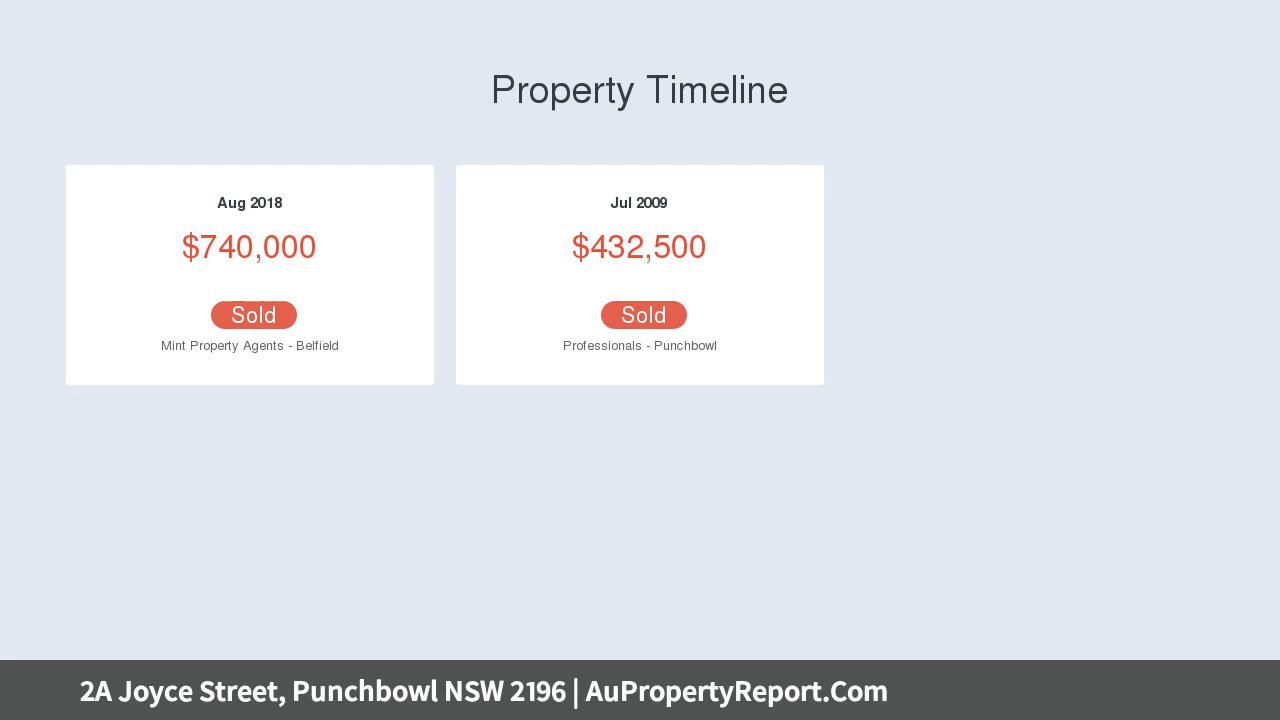 Property Timeline
Aug 2018
$740,000
Sold
Mint Property Agents - Belfield
Jul 2009
$432,500
Sold
Professionals - Punchbowl
2A Joyce Street, Punchbowl NSW 2196 | AuPropertyReport.Com